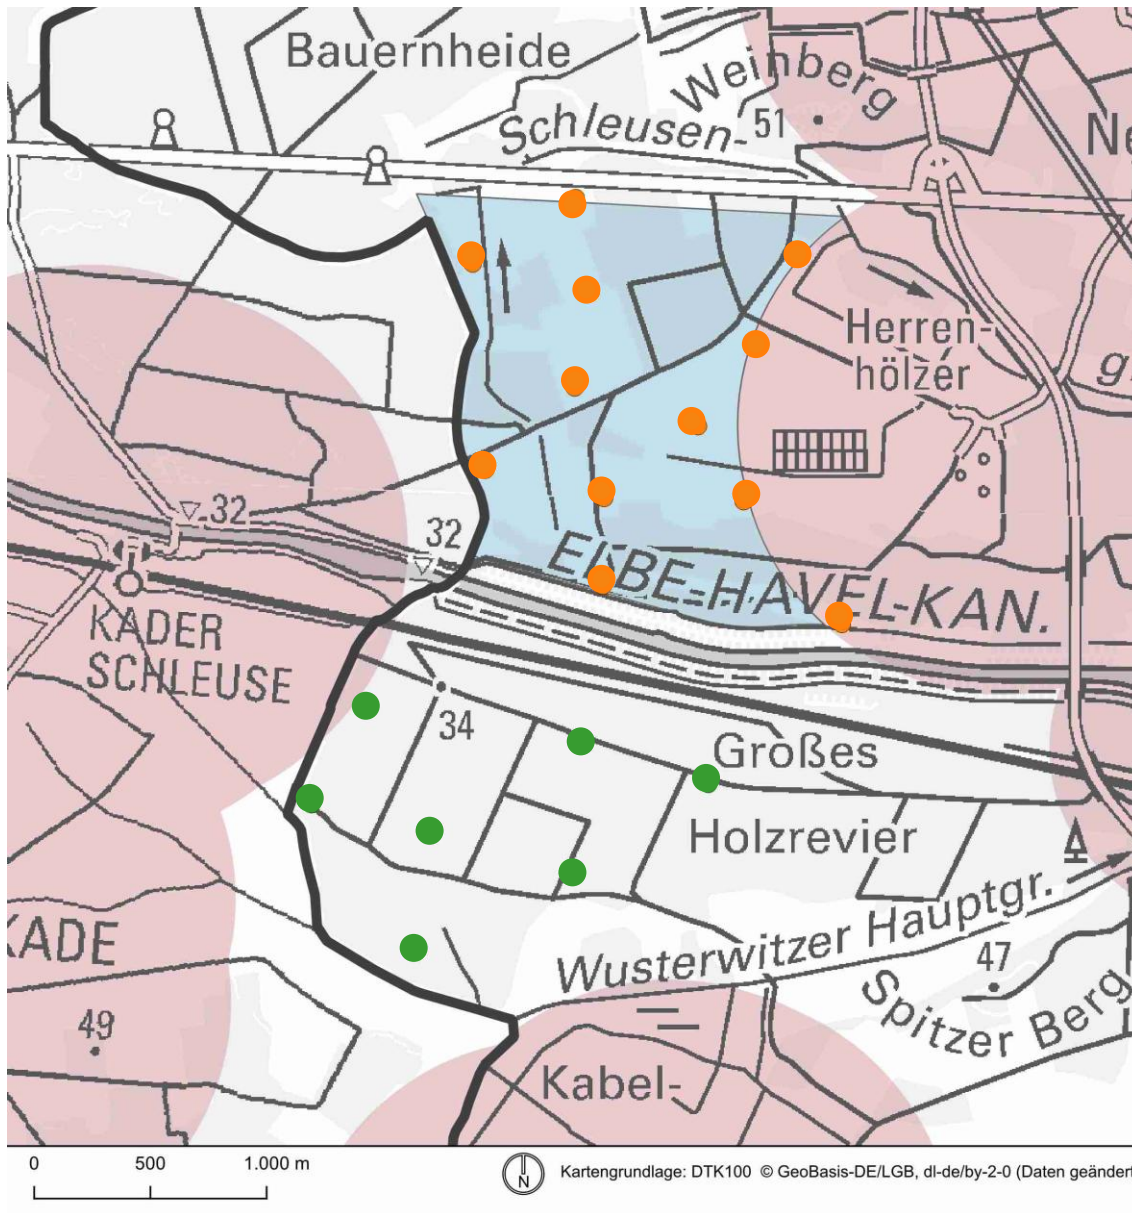 Bauernheide
Weinberg
Schleusen-
51
Ne
Herren-
hölzer
g
32
32
ELBE-HAVEL-KAN.
KADER
SCHLEUSE
34
Großes
Holzrevier
Wusterwitzer Hauptgr.
KADE
47
Spitzer Berg
49
Kabel-
0 500 1.000 m
N
Kartengrundlage: DTK100 © GeoBasis-DE/LGB, dl-de/by-2-0 (Daten geändert